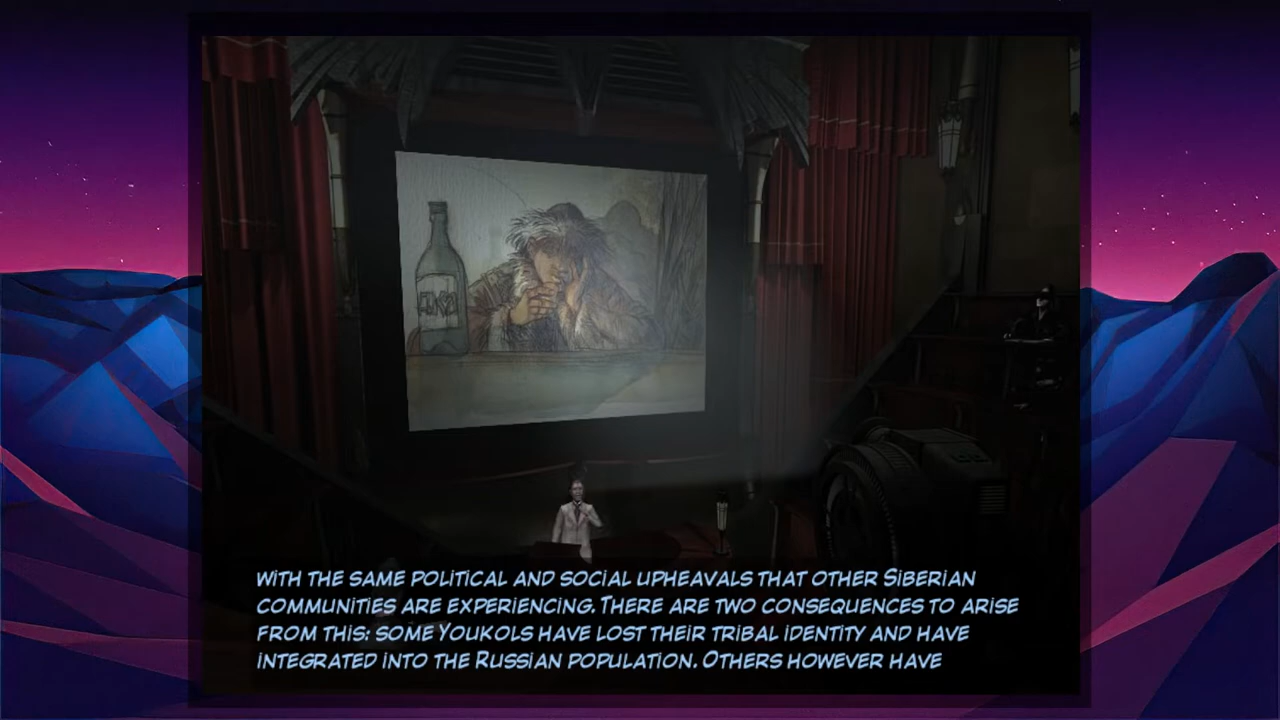 WITH THE SAME POLITICAL AND SOCIAL UPHEAVALS THAT OTHER SIBERIAN
COMMUNITIES ARE EXPERIENCING. THERE ARE TWO CONSEQUENCES TO ARISE
FROM THIS: SOME YOUKOLS HAVE LOST THEIR TRIBAL IDENTITY AND HAVE
INTEGRATED INTO THE RUSSIAN POPULATION. OTHERS HOWEVER HAVE